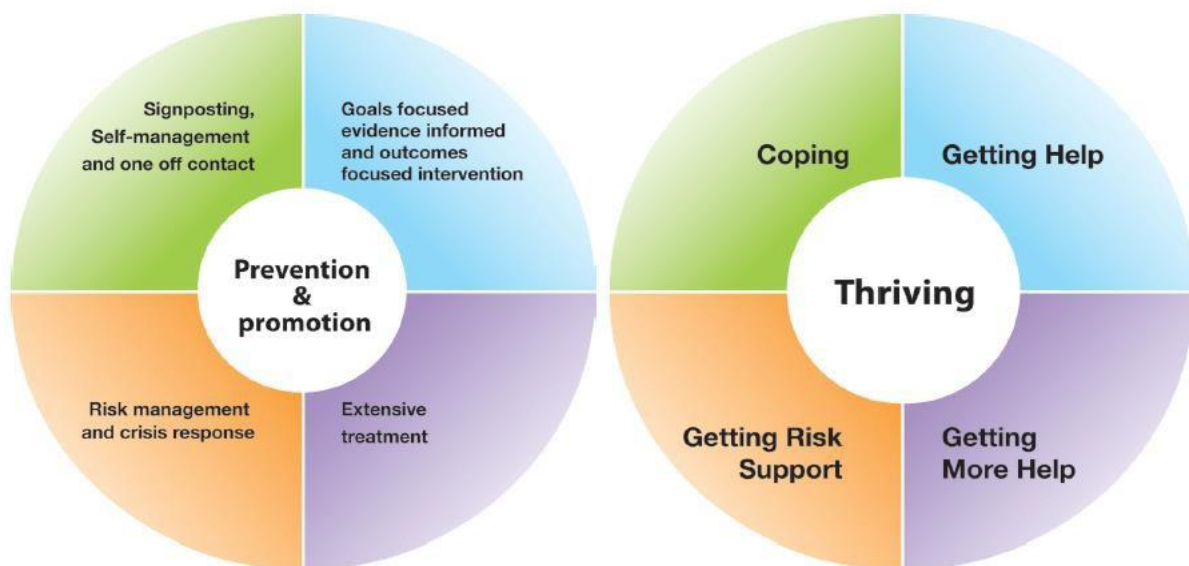 Signposting,
Self-management
and one off contact
Goals focused
evidence informed
and outcomes
focused intervention
Prevention
&
promotion
Risk management
and crisis response
Extensive
treatment
Coping
Getting Help
Thriving
Getting Risk
Support
Getting
More Help